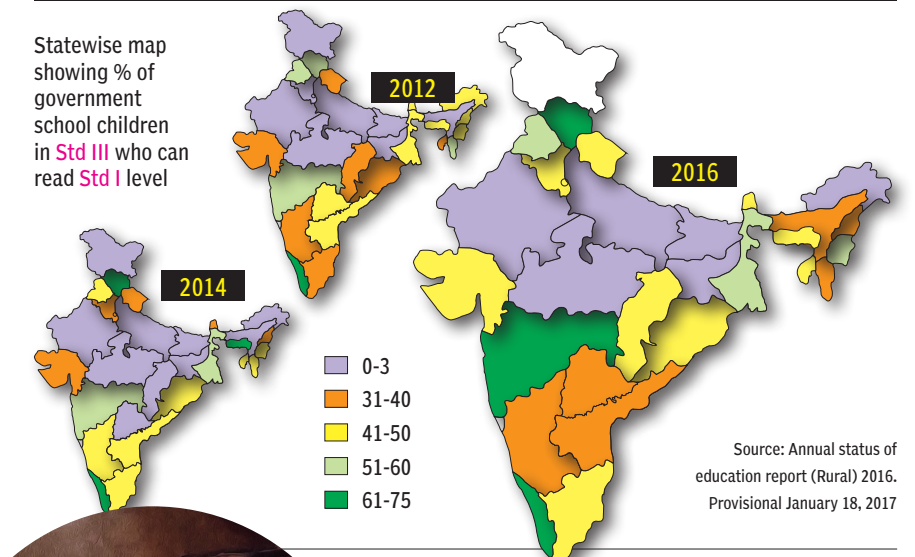 Statewise map
showing % of
government
school children
in Std III who can
read Std I level
2012
2016
2014
0-3
31-40
41-50
51-60
61-75
Source: Annual status of
education report (Rural) 2016.
Provisional January 18, 2017